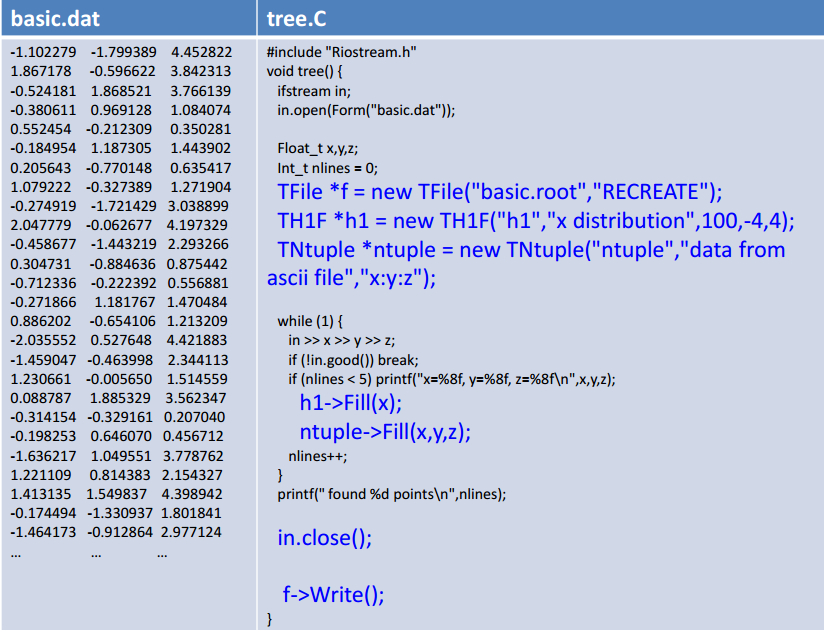 basic.dat
-1.102279 -1.799389 4.452822
1.867178 -0.596622 3.842313
-0.524181 1.868521 3.766139
-0.380611 0.969128 1.084074
0.552454 -0.212309 0.350281
-0.184954 1.187305 1.443902
0.205643 -0.770148 0.635417
1.079222 -0.327389 1.271904
-0.274919 -1.721429 3.038899
2.047779 -0.062677 4.197329
-0.458677 -1.443219 2.293266
0.304731 -0.884636 0.875442
-0.712336 -0.222392 0.556881
-0.271866 1.181767 1.470484
0.886202 -0.654106 1.213209
-2.035552 0.527648 4.421883
-1.459047 -0.463998 2.344113
1.230661 -0.005650 1.514559
0.088787 1.885329 3.562347
-0.314154 -0.329161 0.207040
-0.198253 0.646070 0.456712
-1.636217 1.049551 3.778762
1.221109 0.814383 2.154327
1.413135 1.549837 4.398942
-0.174494 -1.330937 1.801841
-1.464173 -0.912864 2.977124
... ... ...
tree.C
#include "Riostream.h"
void tree() {
ifstream in;
in.open(Form("basic.dat"));
Float_t x,y,z;
Int_t nlines = 0;
TFile *f = new TFile("basic.root","RECREATE");
TH1F *h1 = new TH1F("h1","x distribution",100,-4,4);
TNtuple *ntuple = new TNtuple("ntuple","data from
ascii file","x:y:z");
while (1) {
in >> x >> y >> z;
if (!in.good()) break;
if (nlines < 5) printf("x=%8f, y=%8f, z=%8f\n",x,y,z);
h1->Fill(x);
ntuple->Fill(x,y,z);
nlines++;
}
printf(" found %d points\n",nlines);
in.close();
f->Write();
}